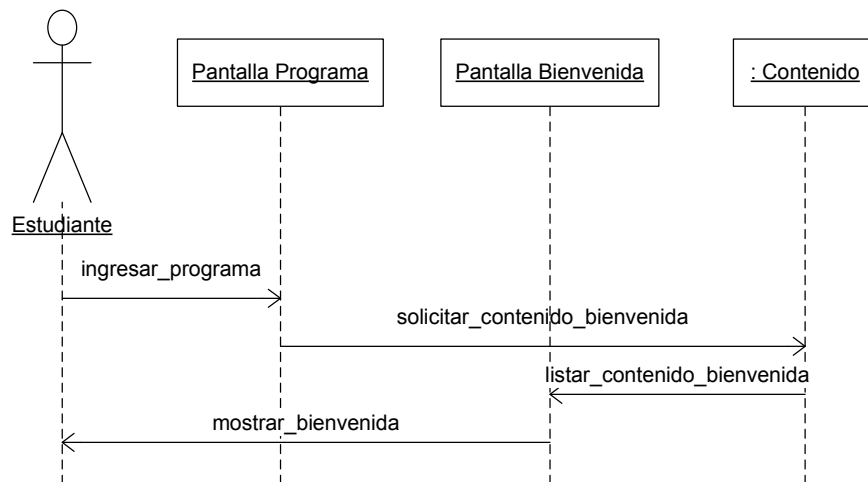 Pantalla Programa
Pantalla Bienvenida
: Contenido
Estudiante
ingresar_programa
solicitar_contenido_bienvenida
listar_contenido_bienvenida
mostrar_bienvenida